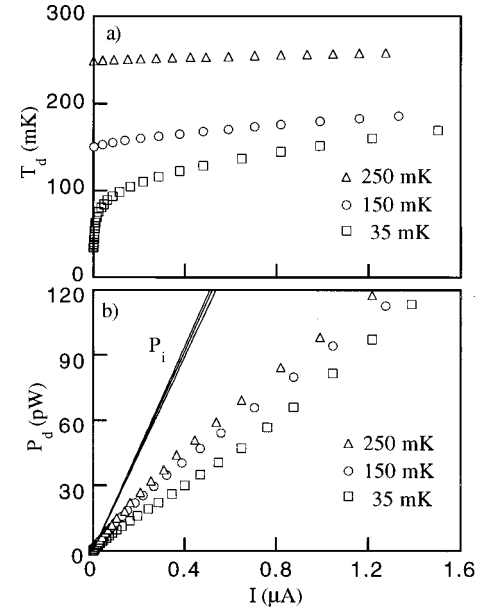 a)
300
200
100
0
T_d (mK)
△ 250 mK
○ 150 mK
□ 35 mK
b)
120
90
60
30
0
P_d (pW)
P_i
△ 250 mK
○ 150 mK
□ 35 mK
0 0.4 0.8 1.2 1.6
I (μA)